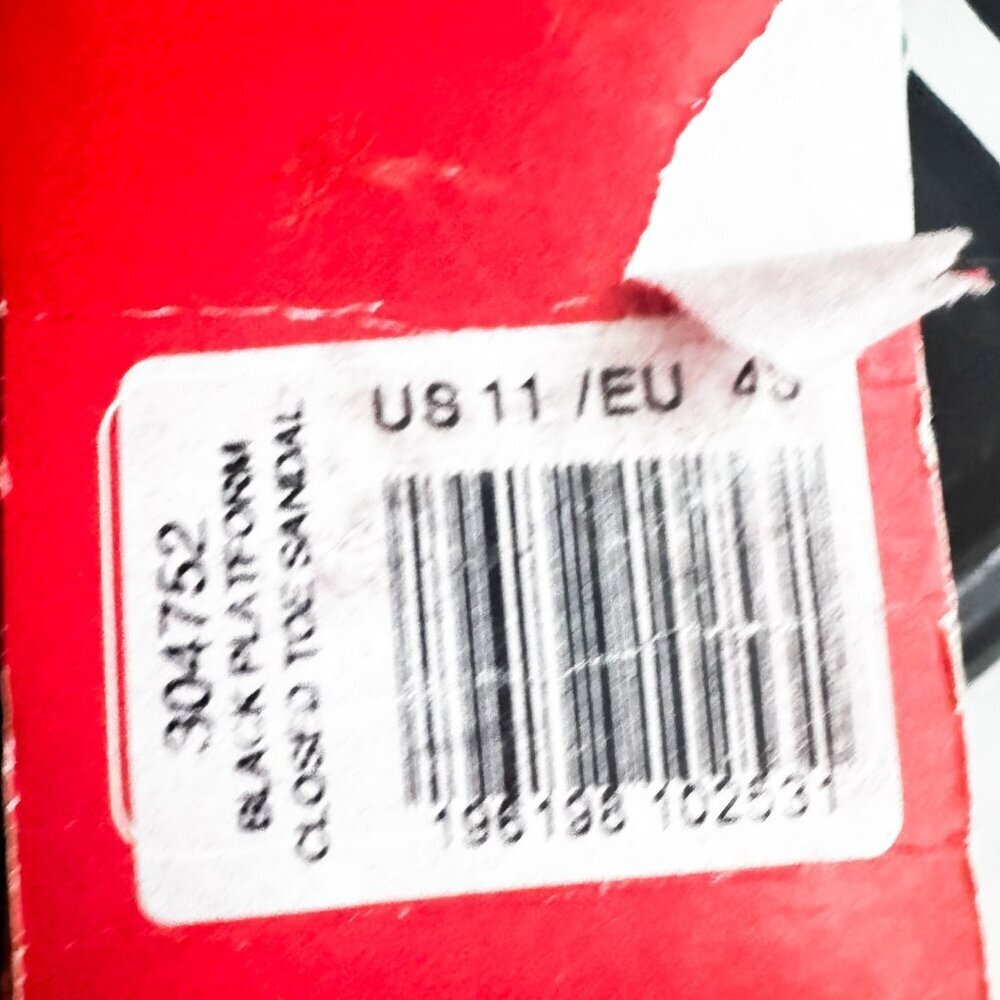 US 11 /EU
304752
BLACK PLATFORM
CLOSED TOE SANDAL
196198 102531